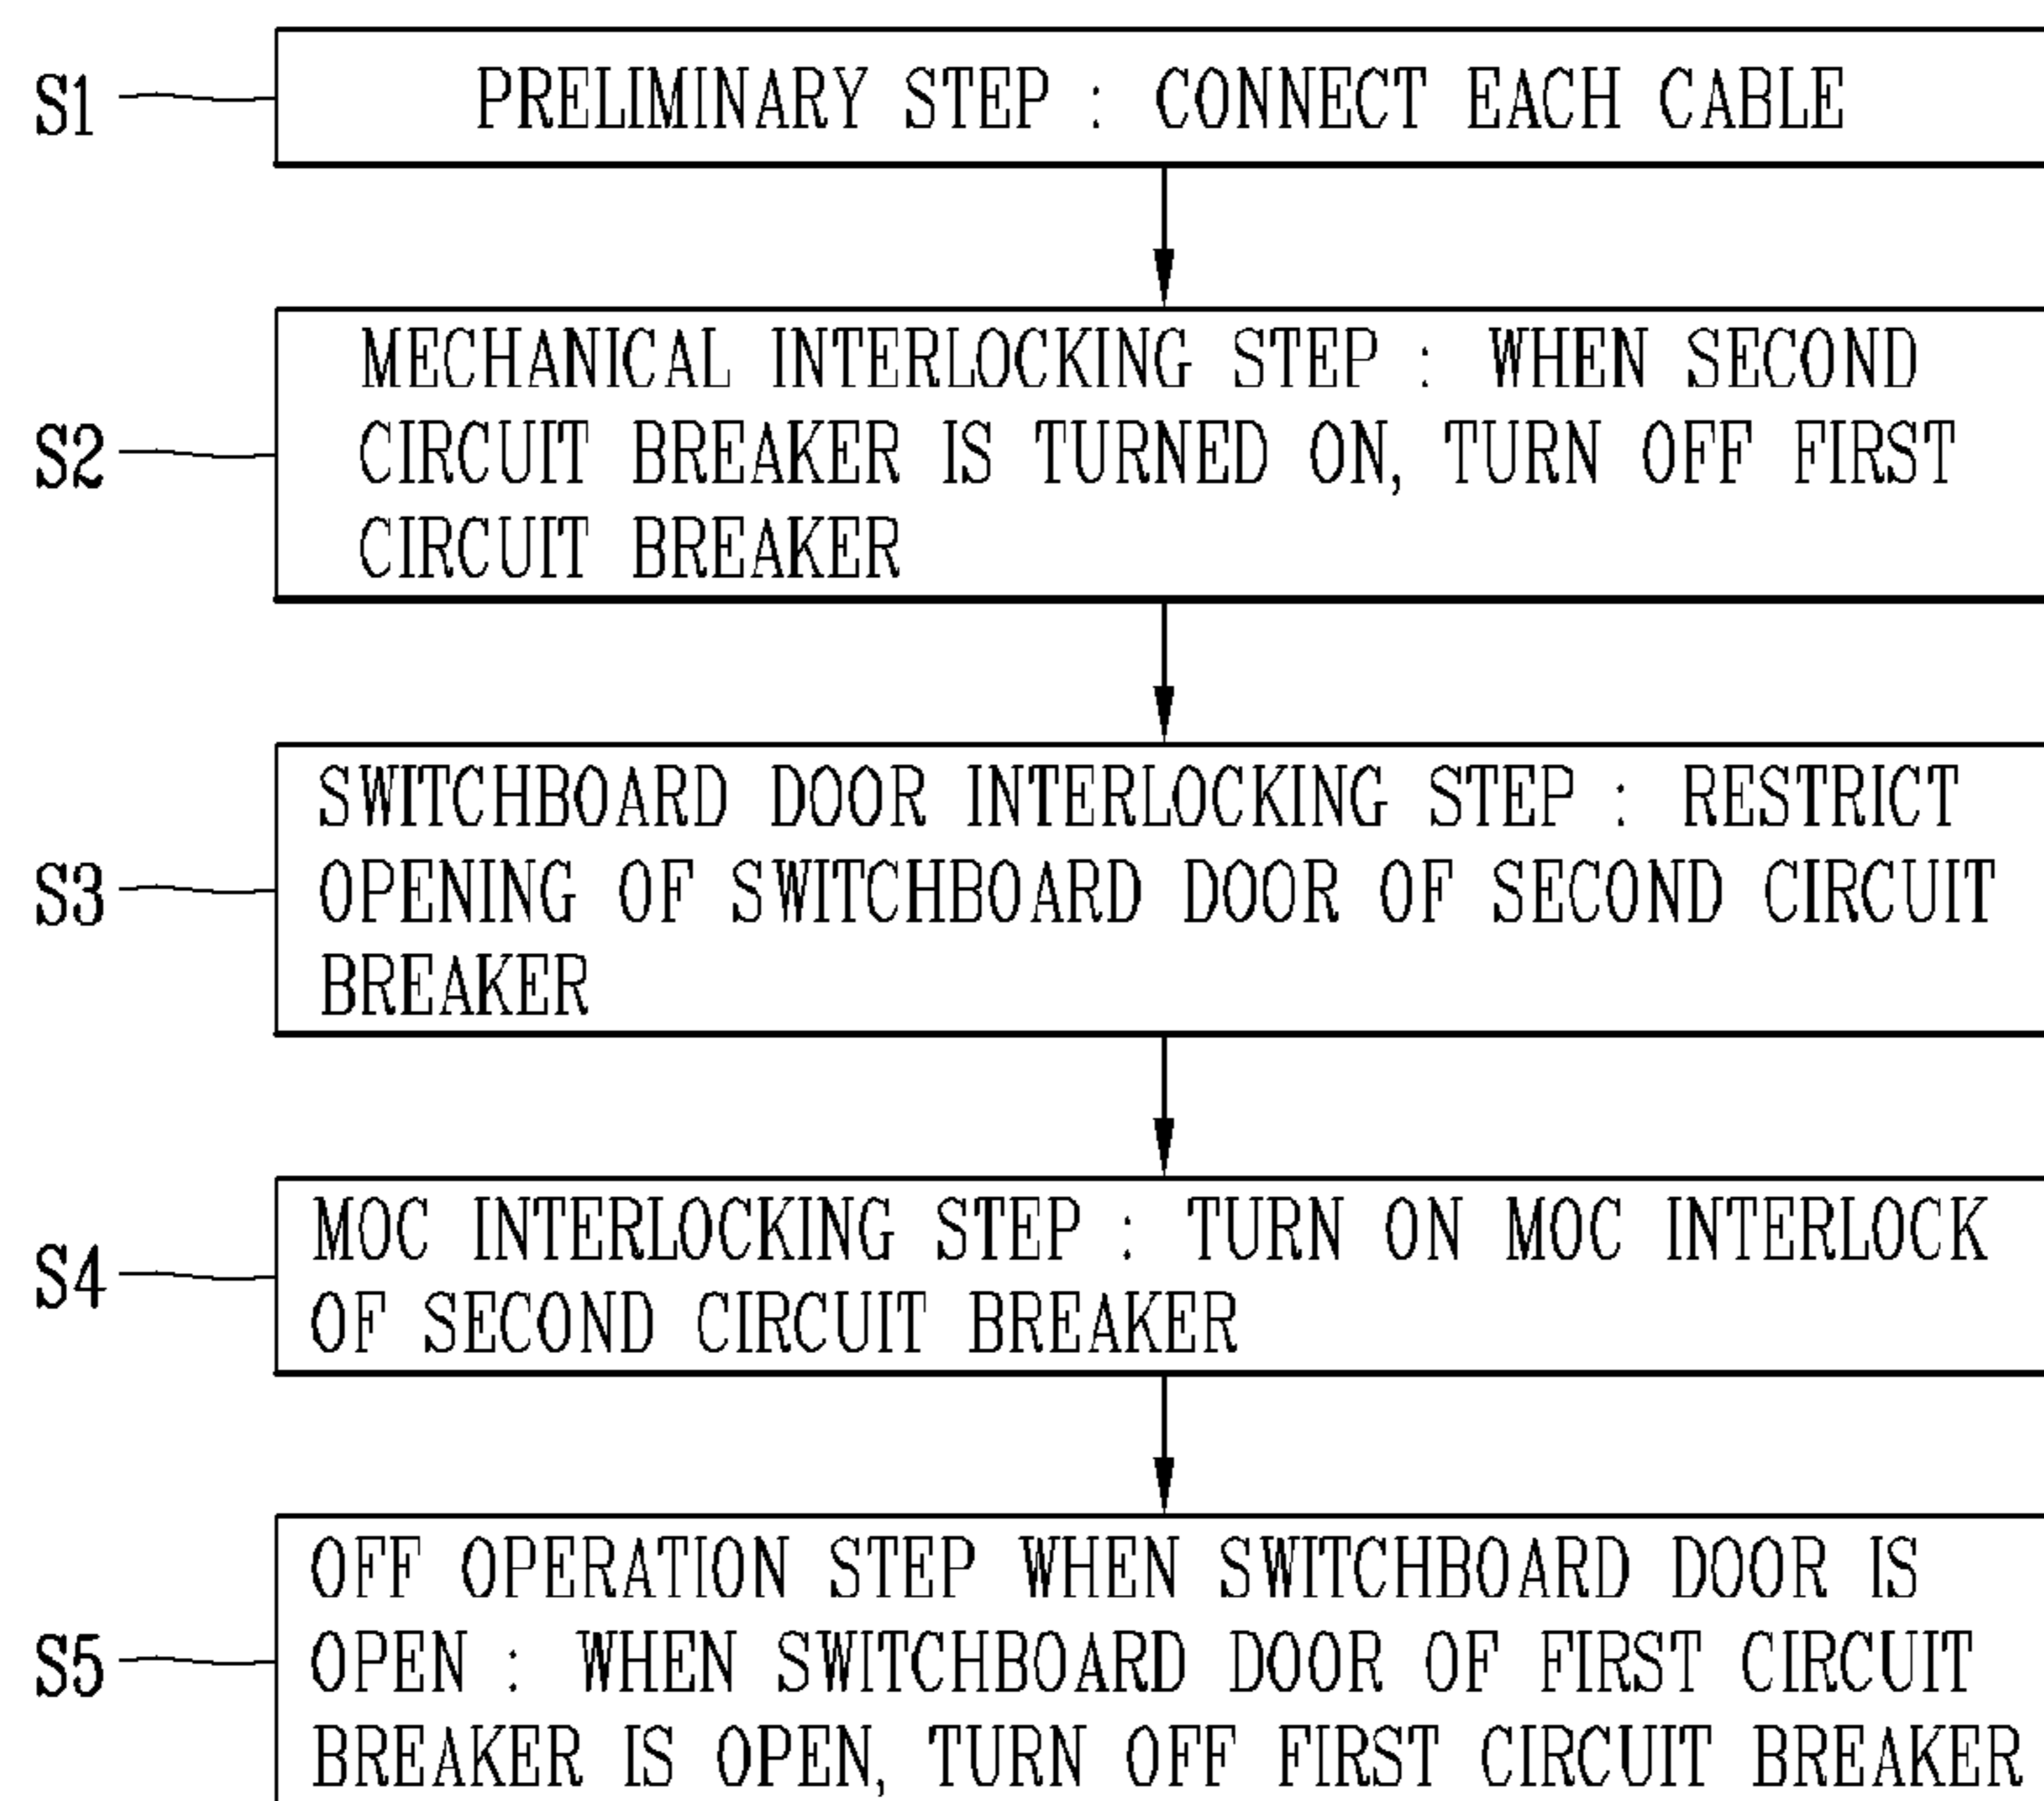 S1
PRELIMINARY STEP : CONNECT EACH CABLE
S2
MECHANICAL INTERLOCKING STEP : WHEN SECOND
CIRCUIT BREAKER IS TURNED ON, TURN OFF FIRST
CIRCUIT BREAKER
S3
SWITCHBOARD DOOR INTERLOCKING STEP : RESTRICT
OPENING OF SWITCHBOARD DOOR OF SECOND CIRCUIT
BREAKER
S4
MOC INTERLOCKING STEP : TURN ON MOC INTERLOCK
OF SECOND CIRCUIT BREAKER
S5
OFF OPERATION STEP WHEN SWITCHBOARD DOOR IS
OPEN : WHEN SWITCHBOARD DOOR OF FIRST CIRCUIT
BREAKER IS OPEN, TURN OFF FIRST CIRCUIT BREAKER